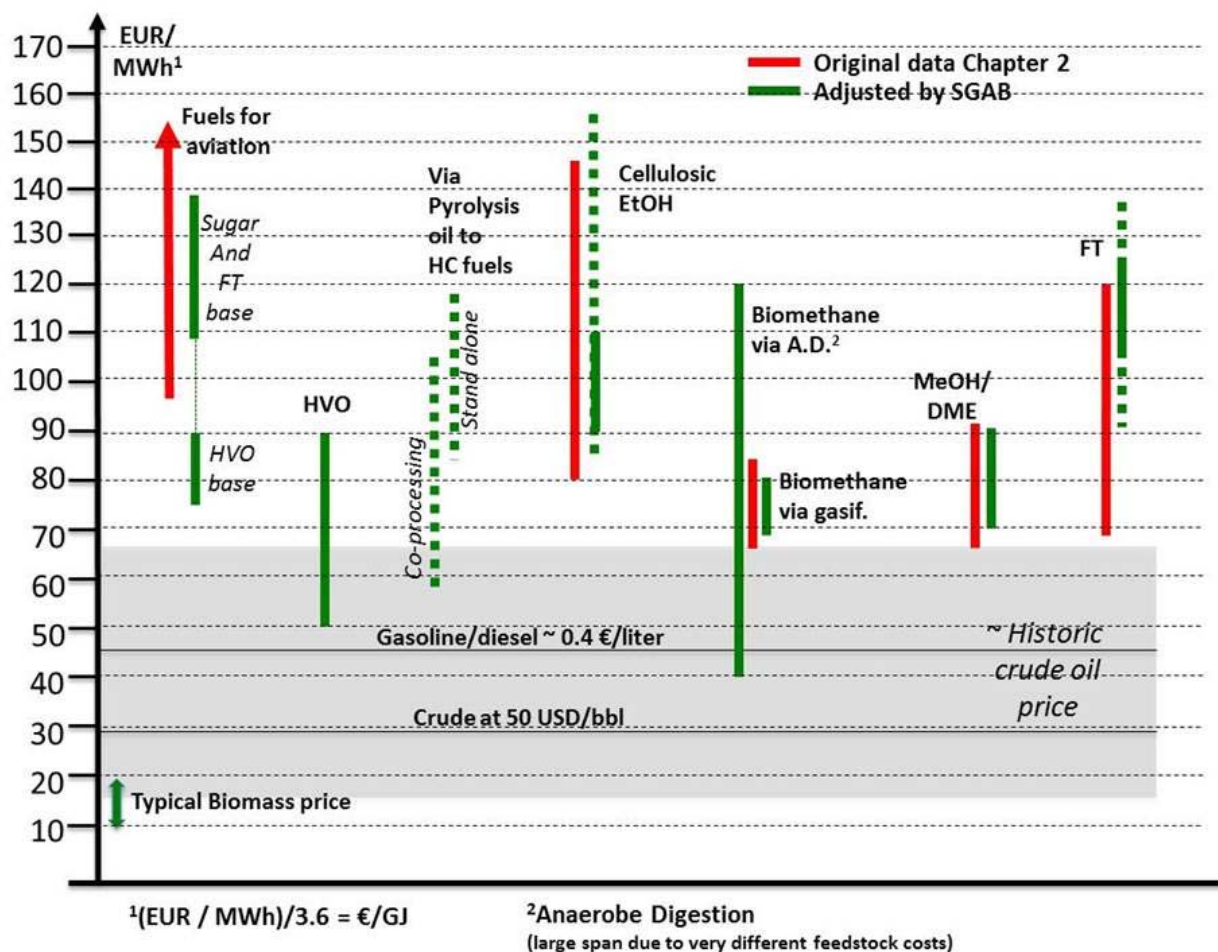 EUR/
MWh¹
170
160
150
140
130
120
110
100
90
80
70
60
50
40
30
20
10
Original data Chapter 2
Adjusted by SGAB
Fuels for
aviation
Sugar
And
FT
base
HVO
base
HVO
Via
Pyrolysis
oil to
HC fuels
Co-processing
Stand alone
Cellulosic
EtOH
Biomethane
via A.D.²
Biomethane
via gasif.
MeOH/
DME
FT
Gasoline/diesel ~ 0.4 €/liter
~ Historic
crude oil
price
Crude at 50 USD/bbl
Typical Biomass price
¹(EUR / MWh)/3.6 = €/GJ
²Anaerobe Digestion
(large span due to very different feedstock costs)